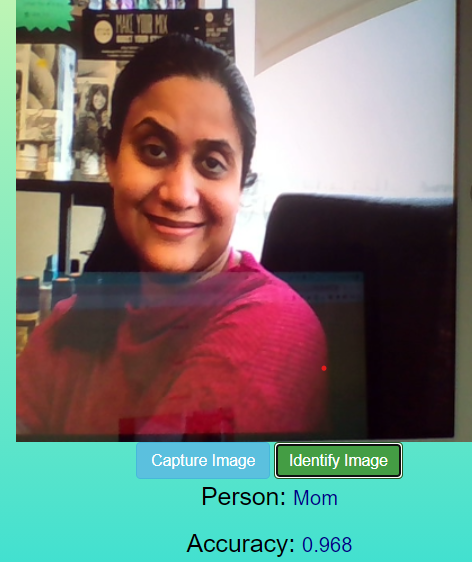 MAKE YOUR MIX
Capture Image
Identify Image
Person: Mom
Accuracy: 0.968